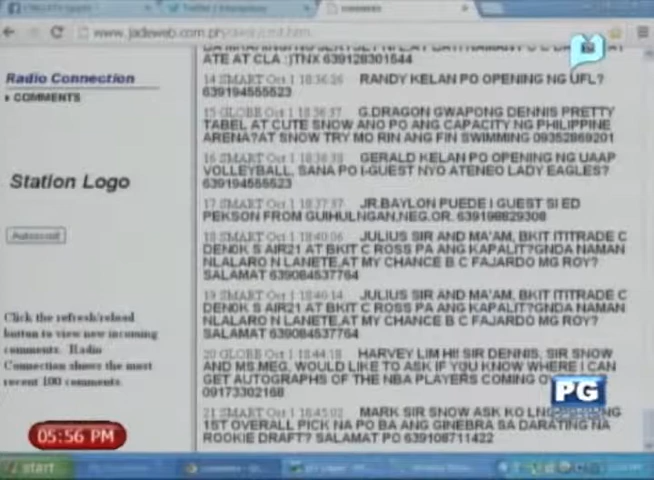 www.jadeweb.com.ph
Radio Connection
COMMENTS
Station Logo
Autoscroll
Click the refresh/reload
button to view new incoming
comments. Radio
Connection shows the most
recent 100 comments.
ATE AT CLA :)TNX 639128301544
14 SMART Oct 1 18:36:26 RANDY KELAN PO OPENING NG UFL?
639194555523
15 GLOBE Oct 1 18:36:37 G.DRAGON GWAPONG DENNIS PRETTY
TABEL AT CUTE SNOW ANO PO ANG CAPACITY NG PHILIPPINE
ARENA?AT SNOW TRY MO RIN ANG FIN SWIMMING 09352869201
16 SMART Oct 1 18:36:38 GERALD KELAN PO OPENING NG UAAP
VOLLEYBALL, SANA PO I-GUEST NYO ATENEO LADY EAGLES?
639194555523
17 SMART Oct 1 18:37:37 JR.BAYLON PUEDE I GUEST SI ED
PEKSON FROM GUIHULNGAN,NEG.OR. 639198829308
18 SMART Oct 1 18:40:06 JULIUS SIR AND MA'AM, BKIT ITITRADE C
DENOK S AIR21 AT BKIT C ROSS PA ANG KAPALIT?GNDA NAMAN
NLALARO N LANETE,AT MY CHANCE B C FAJARDO MG ROY?
SALAMAT 639084537764
19 SMART Oct 1 18:40:14 JULIUS SIR AND MA'AM, BKIT ITITRADE C
DENOK S AIR21 AT BKIT C ROSS PA ANG KAPALIT?GNDA NAMAN
NLALARO N LANETE,AT MY CHANCE B C FAJARDO MG ROY?
SALAMAT 639084537764
20 GLOBE Oct 1 18:44:18 HARVEY LIM HI! SIR DENNIS, SIR SNOW
AND MS.MEG, WOULD LIKE TO ASK IF YOU KNOW WHERE I CAN
GET AUTOGRAPHS OF THE NBA PLAYERS COMING
09173302168
21 SMART Oct 1 18:45:02 MARK SIR SNOW ASK KO
1ST OVERALL PICK NA PO BA ANG GINEBRA SA DARATING NA
ROOKIE DRAFT? SALAMAT PO 639108711422
PG
05:56 PM
start